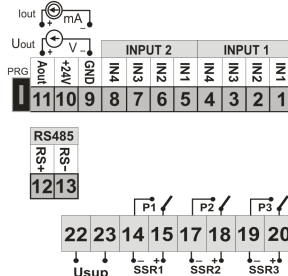 Iout + mA -
Uout + V -
INPUT 2 INPUT 1
PRG Aout +24V GND IN4 IN3 IN2 IN1 IN4 IN3 IN2 IN1
11 10 9 8 7 6 5 4 3 2 1
RS485
RS+ RS-
12 13
P1 P2 P3
22 23 14 15 17 18 19 20
- + - + - +
Usup SSR1 SSR2 SSR3